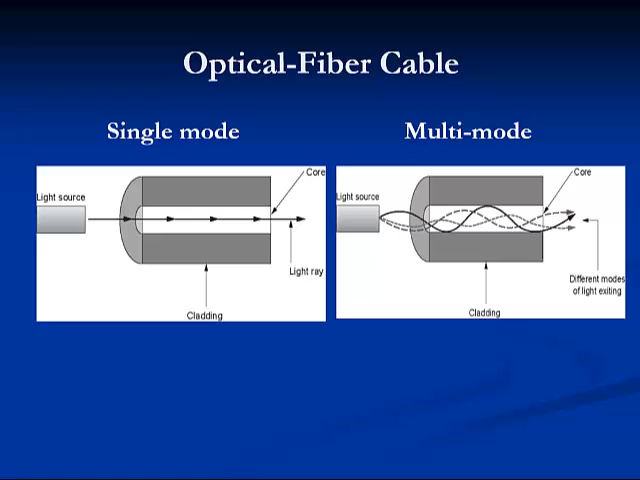 Optical-Fiber Cable
Single mode
Multi-mode
Light source
Core
Light ray
Cladding
Light source
Core
Different modes
of light exiting
Cladding